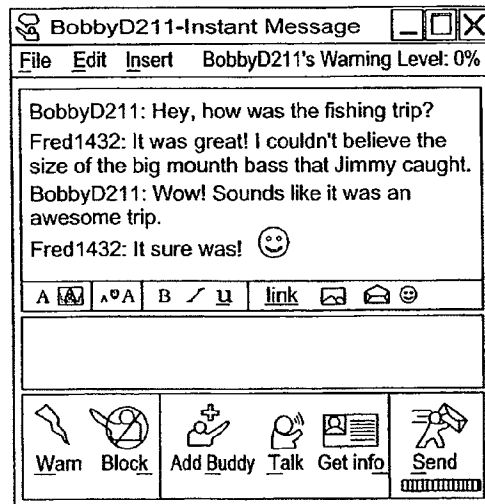 BobbyD211-Instant Message
File Edit Insert BobbyD211's Warning Level: 0%
BobbyD211: Hey, how was the fishing trip?
Fred1432: It was great! I couldn't believe the
size of the big mounth bass that Jimmy caught.
BobbyD211: Wow! Sounds like it was an
awesome trip.
Fred1432: It sure was!
A A A A B I u link
Warn Block Add Buddy Talk Get info Send